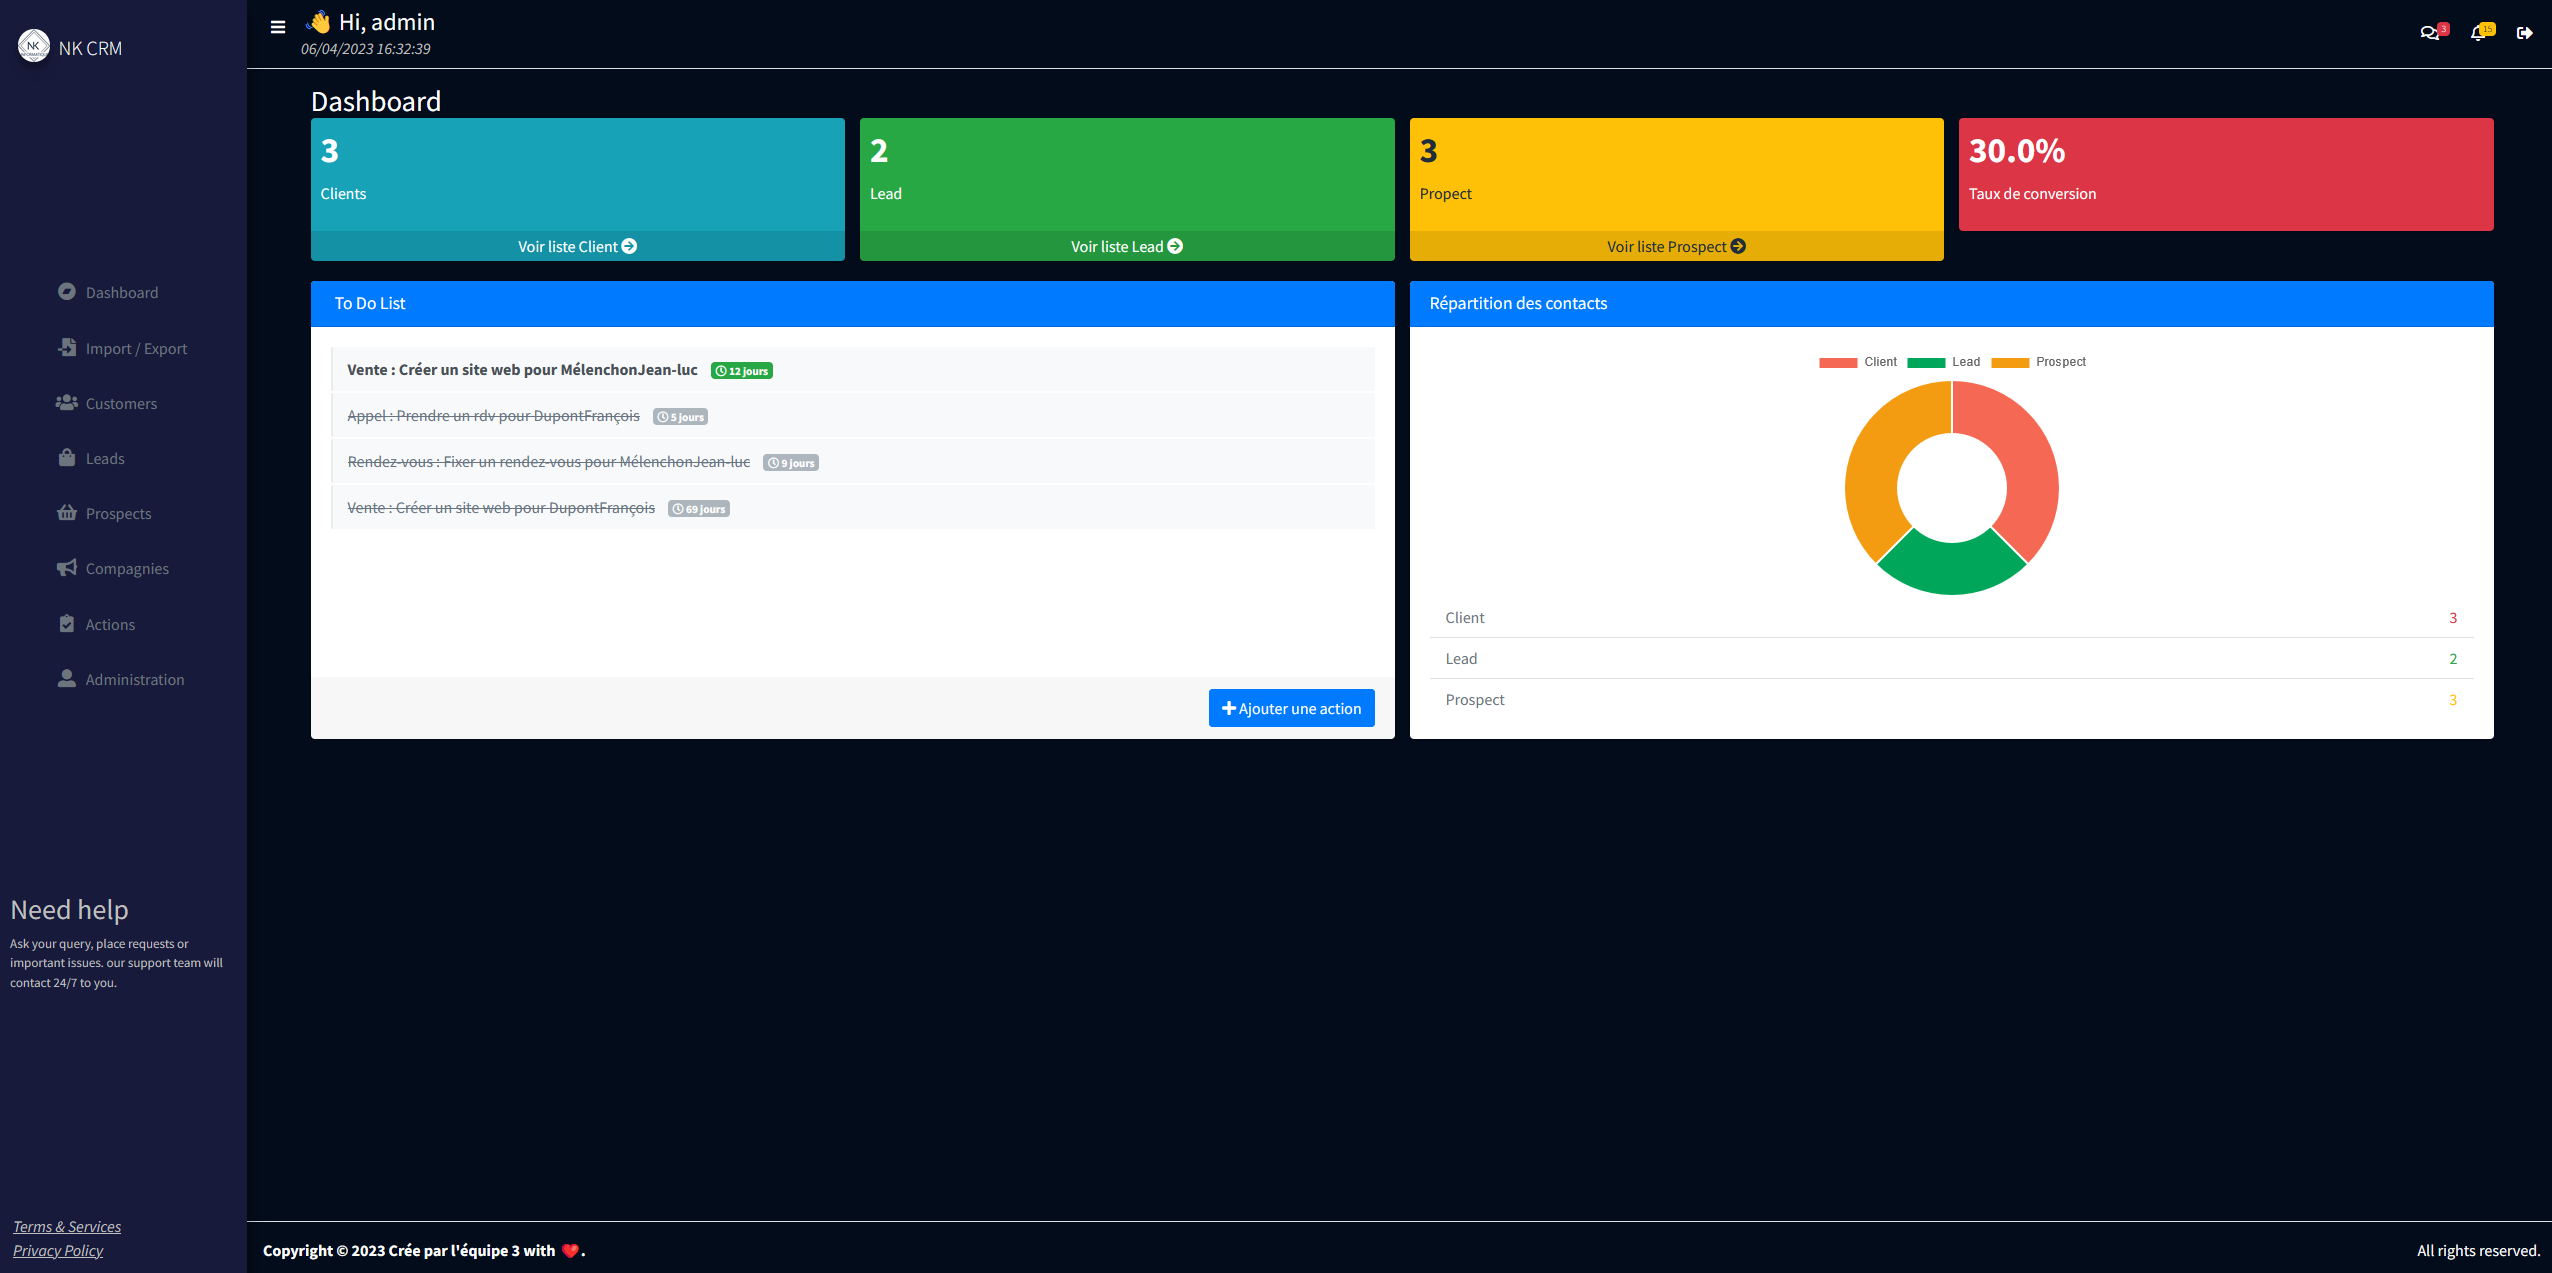 NK
NK CRM
Dashboard
Import / Export
Customers
Leads
Prospects
Compagnies
Actions
Administration
Need help
Ask your query, place requests or
important issues. our support team will
contact 24/7 to you.
Terms & Services
Privacy Policy
👋 Hi, admin
06/04/2023 16:32:39
3
15
Dashboard
3
Clients
Voir liste Client
2
Lead
Voir liste Lead
3
Propect
Voir liste Prospect
30.0%
Taux de conversion
To Do List
Vente : Créer un site web pour MélenchonJean-luc 12 jours
Appel : Prendre un rdv pour DupontFrançois 5 jours
Rendez-vous : Fixer un rendez-vous pour MélenchonJean-luc 9 jours
Vente : Créer un site web pour DupontFrançois 69 jours
Ajouter une action
Répartition des contacts
Client Lead Prospect
Client 3
Lead 2
Prospect 3
Copyright © 2023 Crée par l'équipe 3 with ❤️ .
All rights reserved.